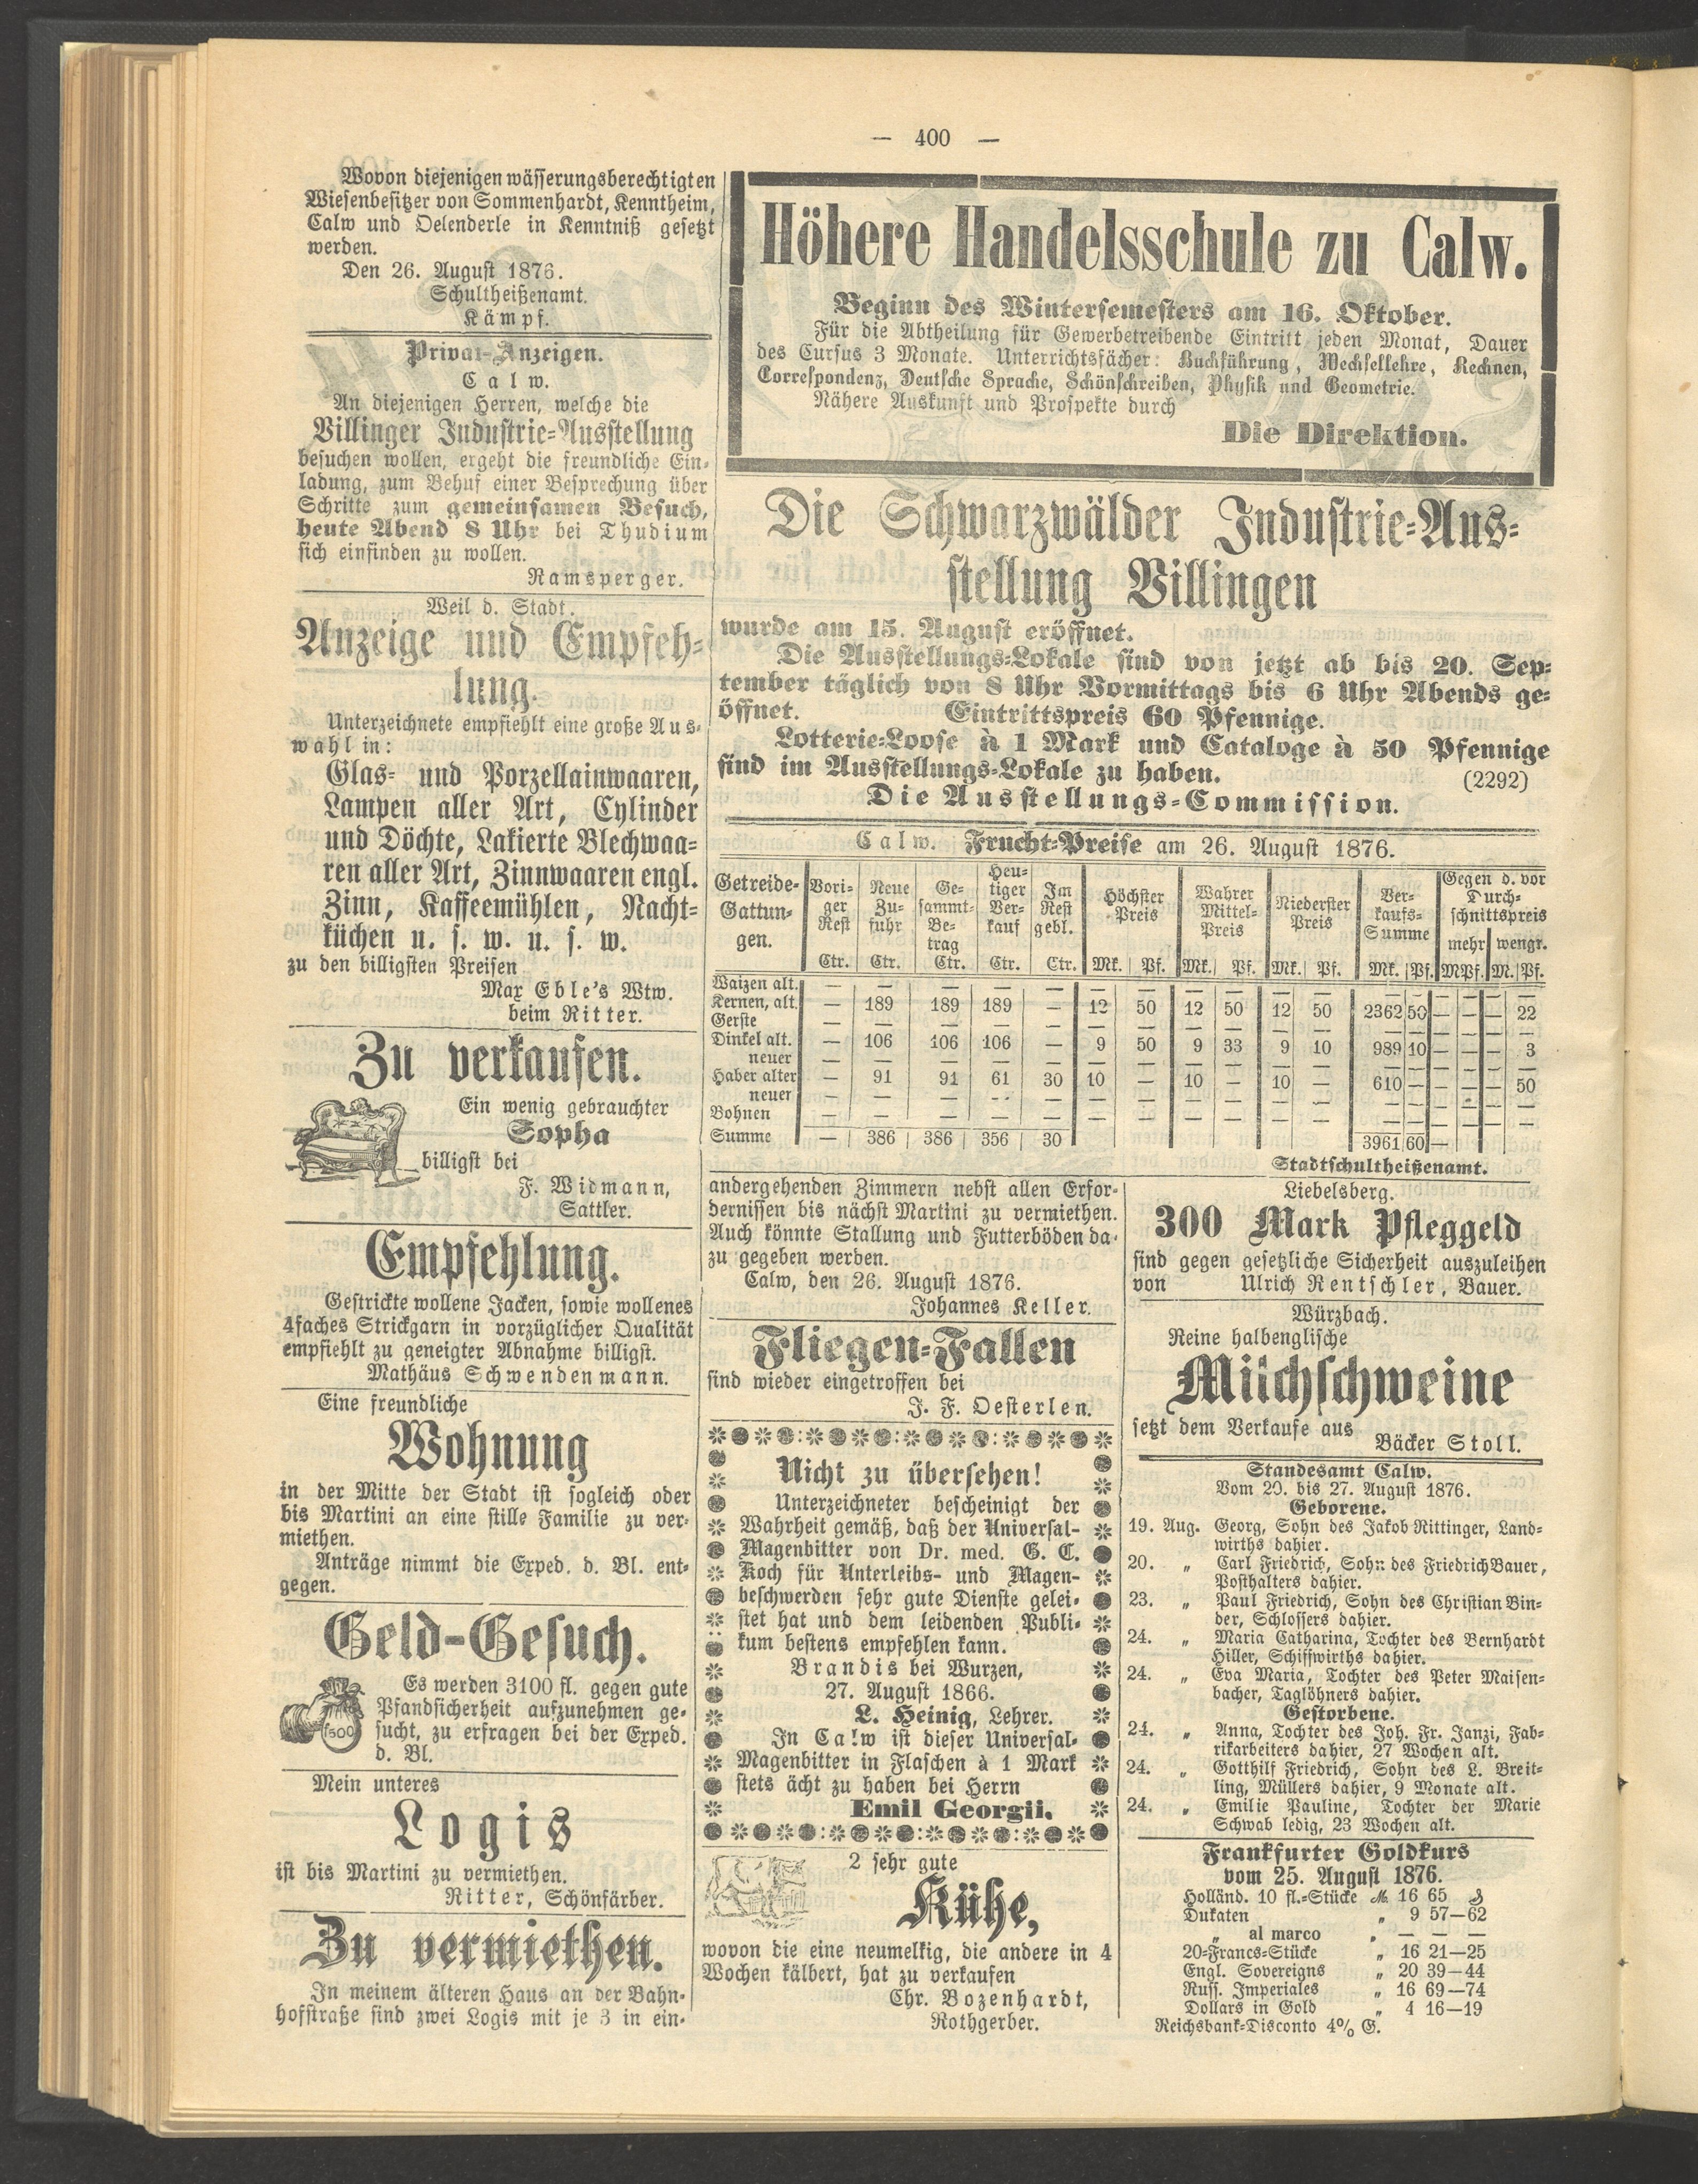 — 400 —
Wovon diejenigen wässerungsberechtigten
Wiesenbesitzer von Sommenhardt, Kenntheim,
Calw und Oelenderle in Kenntniß gesetzt
werden.
Den 26. August 1876.
Schultheißenamt.
Kämpf.
Privat-Anzeigen.
Calw.
An diejenigen Herren, welche die
Villinger Industrie-Ausstellung
besuchen wollen, ergeht die freundliche Ein-
ladung, zum Behuf einer Besprechung über
Schritte zum gemeinsamen Besuch,
heute Abend 8 Uhr bei Thudium
sich einfinden zu wollen.
Ramsperger.
Weil d. Stadt.
Anzeige und Empfeh-
lung.
Unterzeichnete empfiehlt eine große Aus-
wahl in:
Glas- und Porzellainwaaren,
Lampen aller Art, Cylinder
und Döchte, Lakierte Blechwaa-
ren aller Art, Zinnwaaren engl.
Zinn, Kaffeemühlen, Nacht-
küchen u. s. w. u. s. w.
zu den billigsten Preisen
Max Eble's Wtw.
beim Ritter.
Zu verkaufen.
Ein wenig gebrauchter
Sopha
billigst bei
F. Widmann,
Sattler.
Empfehlung.
Gestrickte wollene Jacken, sowie wollenes
4faches Strickgarn in vorzüglicher Qualität
empfiehlt zu geneigter Abnahme billigst.
Mathäus Schwendenmann.
Eine freundliche
Wohnung
in der Mitte der Stadt ist sogleich oder
bis Martini an eine stille Familie zu ver-
miethen.
Anträge nimmt die Exped. d. Bl. ent-
gegen.
Geld-Gesuch.
Es werden 3100 fl. gegen gute
Pfandsicherheit aufzunehmen ge-
sucht, zu erfragen bei der Exped.
d. Bl.
Mein unteres
Logis
ist bis Martini zu vermiethen.
Ritter, Schönfärber.
Zu vermiethen.
In meinem älteren Haus an der Bahn-
hofstraße sind zwei Logis mit je 3 in ein-
Höhere Handelsschule zu Calw.
Beginn des Wintersemesters am 16. Oktober.
Für die Abtheilung für Gewerbetreibende Eintritt jeden Monat, Dauer
des Cursus 3 Monate. Unterrichtsfächer: Buchführung, Wechsellehre, Rechnen,
Correspondenz, Deutsche Sprache, Schönschreiben, Physik und Geometrie.
Nähere Auskunft und Prospekte durch
Die Direktion.
Die Schwarzwälder Industrie-Aus-
stellung Villingen
wurde am 15. August eröffnet.
Die Ausstellungs-Lokale sind von jetzt ab bis 20. Sep-
tember täglich von 8 Uhr Vormittags bis 6 Uhr Abends ge-
öffnet. Eintrittspreis 60 Pfennige.
Lotterie-Loose à 1 Mark und Cataloge à 50 Pfennige
sind im Ausstellungs-Lokale zu haben. (2292)
Die Ausstellungs-Commission.
Calw. Frucht-Preise am 26. August 1876.
Getreide-Gattungen. | Voriger Rest | Neue Zufuhr | Gesammt-Betrag | Heutiger Verkauf | Im Rest gebl. | Höchster Preis | Wahrer Mittel-Preis | Niederster Preis | Verkaufs-Summe | Gegen d. vor Durchschnittspreis mehr | wengr.
Ctr. | Ctr. | Ctr. | Ctr. | Ctr. | Mk. | Pf. | Mk. | Pf. | Mk. | Pf. | Mk. | Pf. | M | Pf. | M. | Pf.
Waizen alt. — — — — — — — — — — — — — — — — —
Kernen, alt. — 189 189 189 — 12 50 12 50 12 50 2362 50 — — — 22
Gerste — — — — — — — — — — — — — — — — —
Dinkel alt. — 106 106 106 — 9 50 9 33 9 10 989 10 — — — 3
neuer — — — — — — — — — — — — — — — — —
Haber alter — 91 91 61 30 10 — 10 — 10 — 610 — — — — 50
neuer — — — — — — — — — — — — — — — — —
Bohnen — — — — — — — — — — — — — — — — —
Summe — 386 386 356 30 3961 60 —
Stadtschultheißenamt.
andergehenden Zimmern nebst allen Erfor-
dernissen bis nächst Martini zu vermiethen.
Auch könnte Stallung und Futterböden da-
zu gegeben werden.
Calw, den 26. August 1876.
Johannes Keller.
Fliegen-Fallen
sind wieder eingetroffen bei
J. F. Oesterlen.
Nicht zu übersehen!
Unterzeichneter bescheinigt der
Wahrheit gemäß, daß der Universal-
Magenbitter von Dr. med. G. C.
Koch für Unterleibs- und Magen-
beschwerden sehr gute Dienste gelei-
stet hat und dem leidenden Publi-
kum bestens empfehlen kann.
Brandis bei Wurzen,
27. August 1866.
L. Heinig, Lehrer.
In Calw ist dieser Universal-
Magenbitter in Flaschen à 1 Mark
stets ächt zu haben bei Herrn
Emil Georgii.
2 sehr gute
Kühe,
wovon die eine neumelkig, die andere in 4
Wochen kälbert, hat zu verkaufen
Chr. Bozenhardt,
Rothgerber.
Liebelsberg.
300 Mark Pfleggeld
sind gegen gesetzliche Sicherheit auszuleihen
von Ulrich Rentschler, Bauer.
Würzbach.
Reine halbenglische
Milchschweine
setzt dem Verkaufe aus
Bäcker Stoll.
Standesamt Calw.
Vom 20. bis 27. August 1876.
Geborene.
19. Aug. Georg, Sohn des Jakob Rittinger, Land-
wirths dahier.
20. „ Carl Friedrich, Sohn des Friedrich Bauer,
Posthalters dahier.
23. „ Paul Friedrich, Sohn des Christian Bin-
der, Schlossers dahier.
24. „ Maria Catharina, Tochter des Bernhardt
Hiller, Schiffwirths dahier.
24. „ Eva Maria, Tochter des Peter Maisen-
bacher, Taglöhners dahier.
Gestorbene.
24. „ Anna, Tochter des Joh. Fr. Janzi, Fab-
rikarbeiters dahier, 27 Wochen alt.
24. „ Gotthilf Friedrich, Sohn des L. Breit-
ling, Müllers dahier, 9 Monate alt.
24. „ Emilie Pauline, Tochter der Marie
Schwab ledig, 23 Wochen alt.
Frankfurter Goldkurs
vom 25. August 1876.
Holländ. 10 fl.-Stücke ℳ 16 65 ₰
Dukaten „ 9 57—62
„ al marco „ — — —
20-Francs-Stücke „ 16 21—25
Engl. Sovereigns „ 20 39—44
Russ. Imperiales „ 16 69—74
Dollars in Gold „ 4 16—19
Reichsbank-Disconto 4% G.